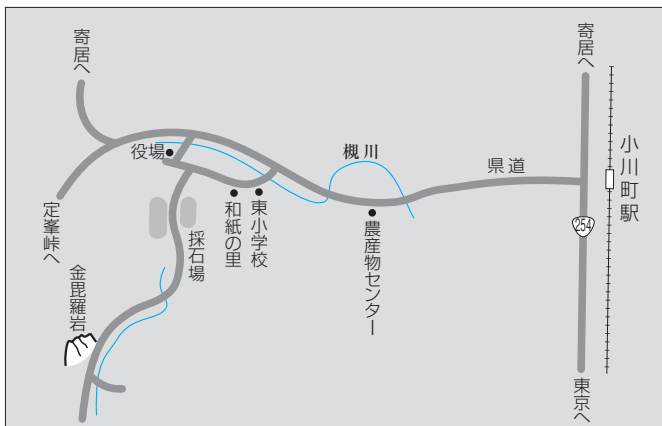 寄居へ
役場
定峯峠へ
金毘羅岩
採石場
和紙の里
東小学校
槻川
農産物センター
県道
寄居へ
小川町駅
254
東京へ